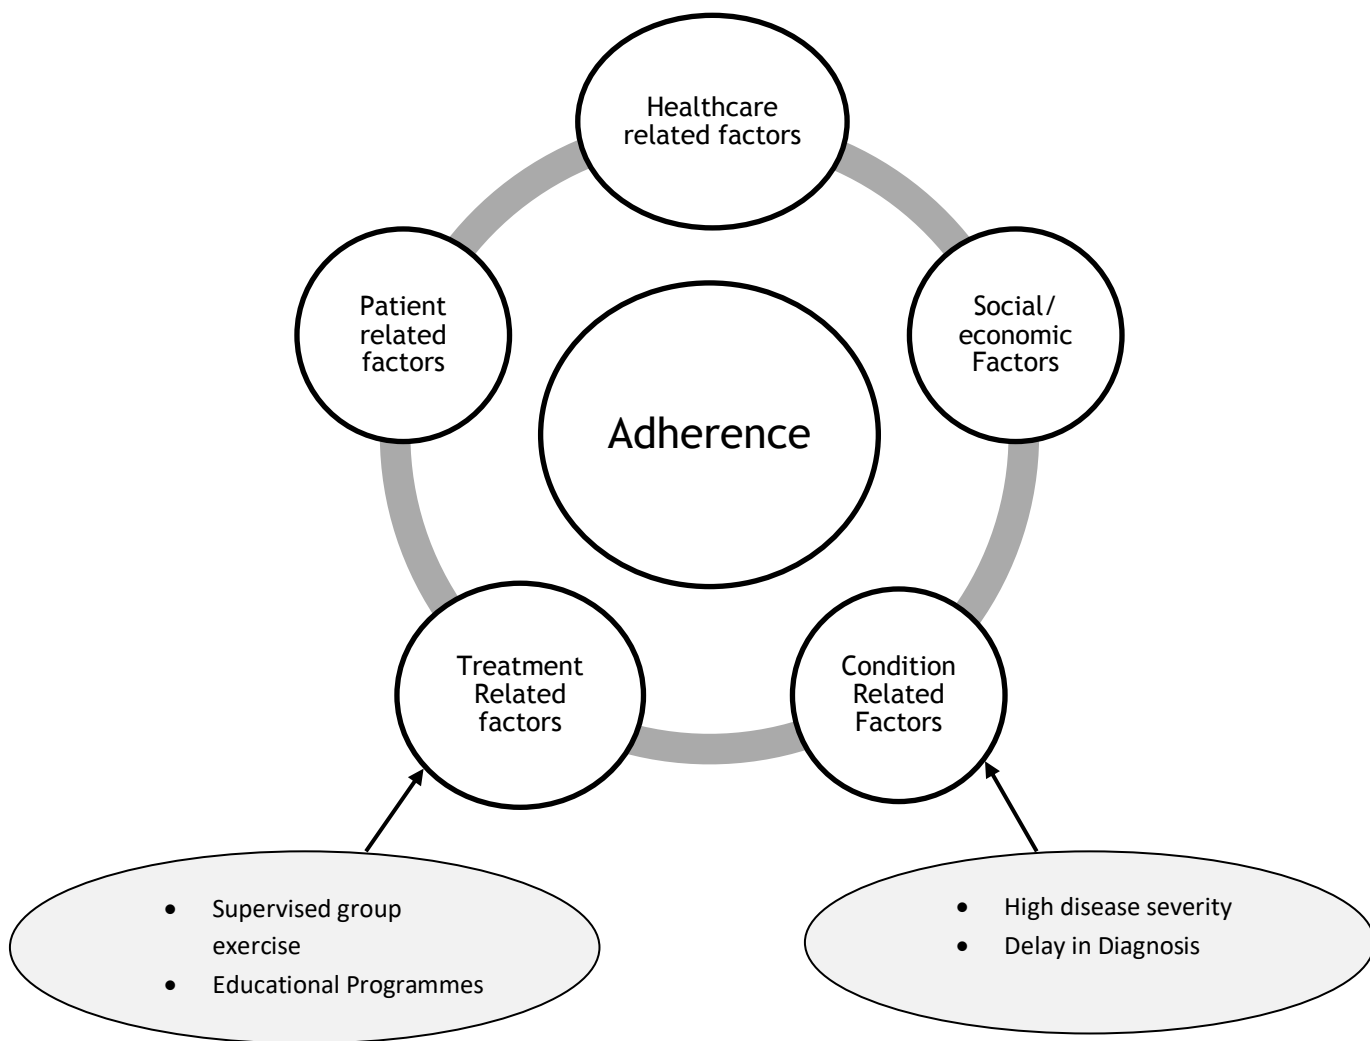 Healthcare
related factors
Patient
related
factors
Social/
economic
Factors
Adherence
Treatment
Related
factors
Condition
Related
Factors
• Supervised group
exercise
• Educational Programmes
• High disease severity
• Delay in Diagnosis